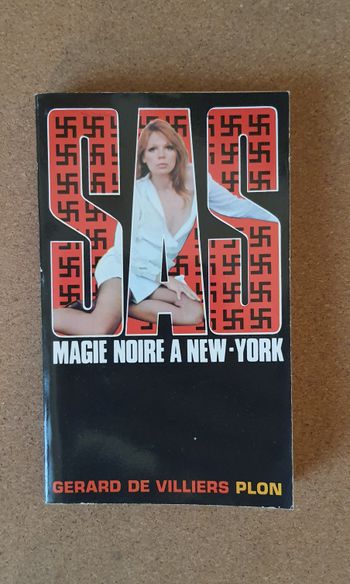 SAS
MAGIE NOIRE A NEW-YORK
GERARD DE VILLIERS PLON